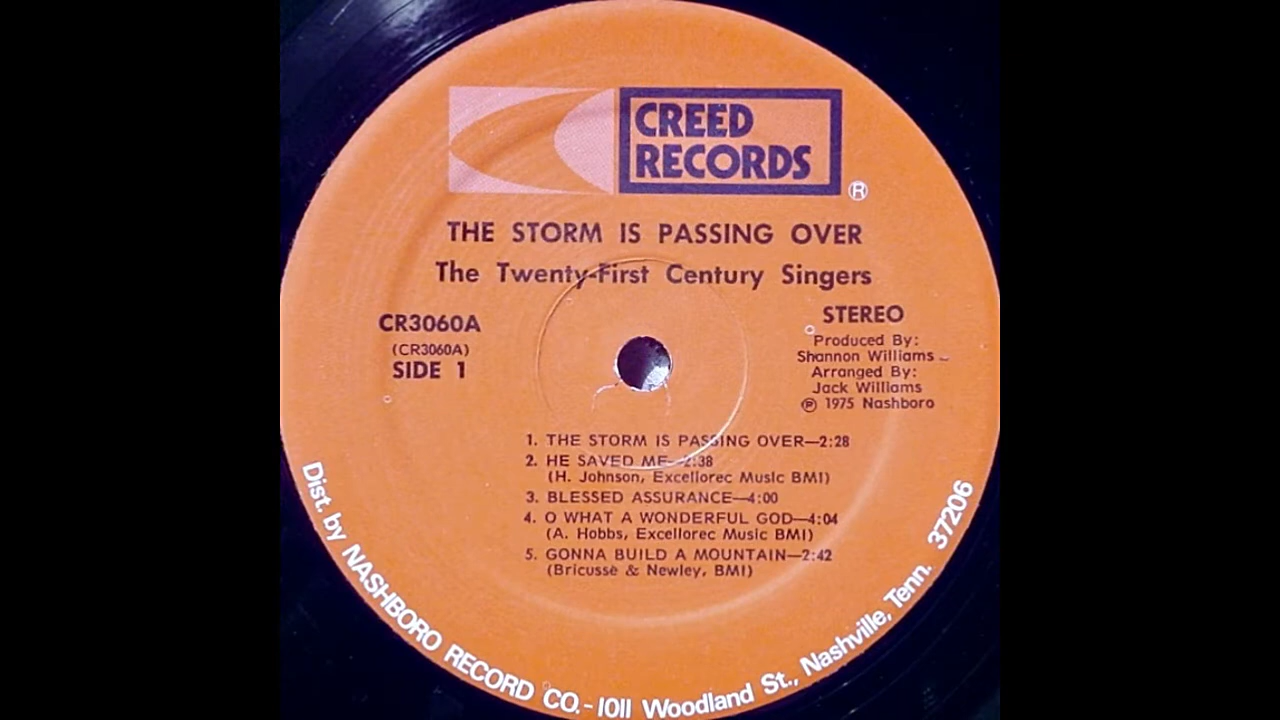 CREED
RECORDS
®
THE STORM IS PASSING OVER
The Twenty-First Century Singers
CR3060A
(CR3060A)
SIDE 1
STEREO
Produced By:
Shannon Williams
Arranged By:
Jack Williams
℗ 1975 Nashboro
1. THE STORM IS PASSING OVER—2:28
2. HE SAVED ME—2:38
(H. Johnson, Excellorec Music BMI)
3. BLESSED ASSURANCE—4:00
4. O WHAT A WONDERFUL GOD—4:04
(A. Hobbs, Excellorec Music BMI)
5. GONNA BUILD A MOUNTAIN—2:42
(Bricusse & Newley, BMI)
Dist. by NASHBORO RECORD CO.-1011 Woodland St., Nashville, Tenn. 37206